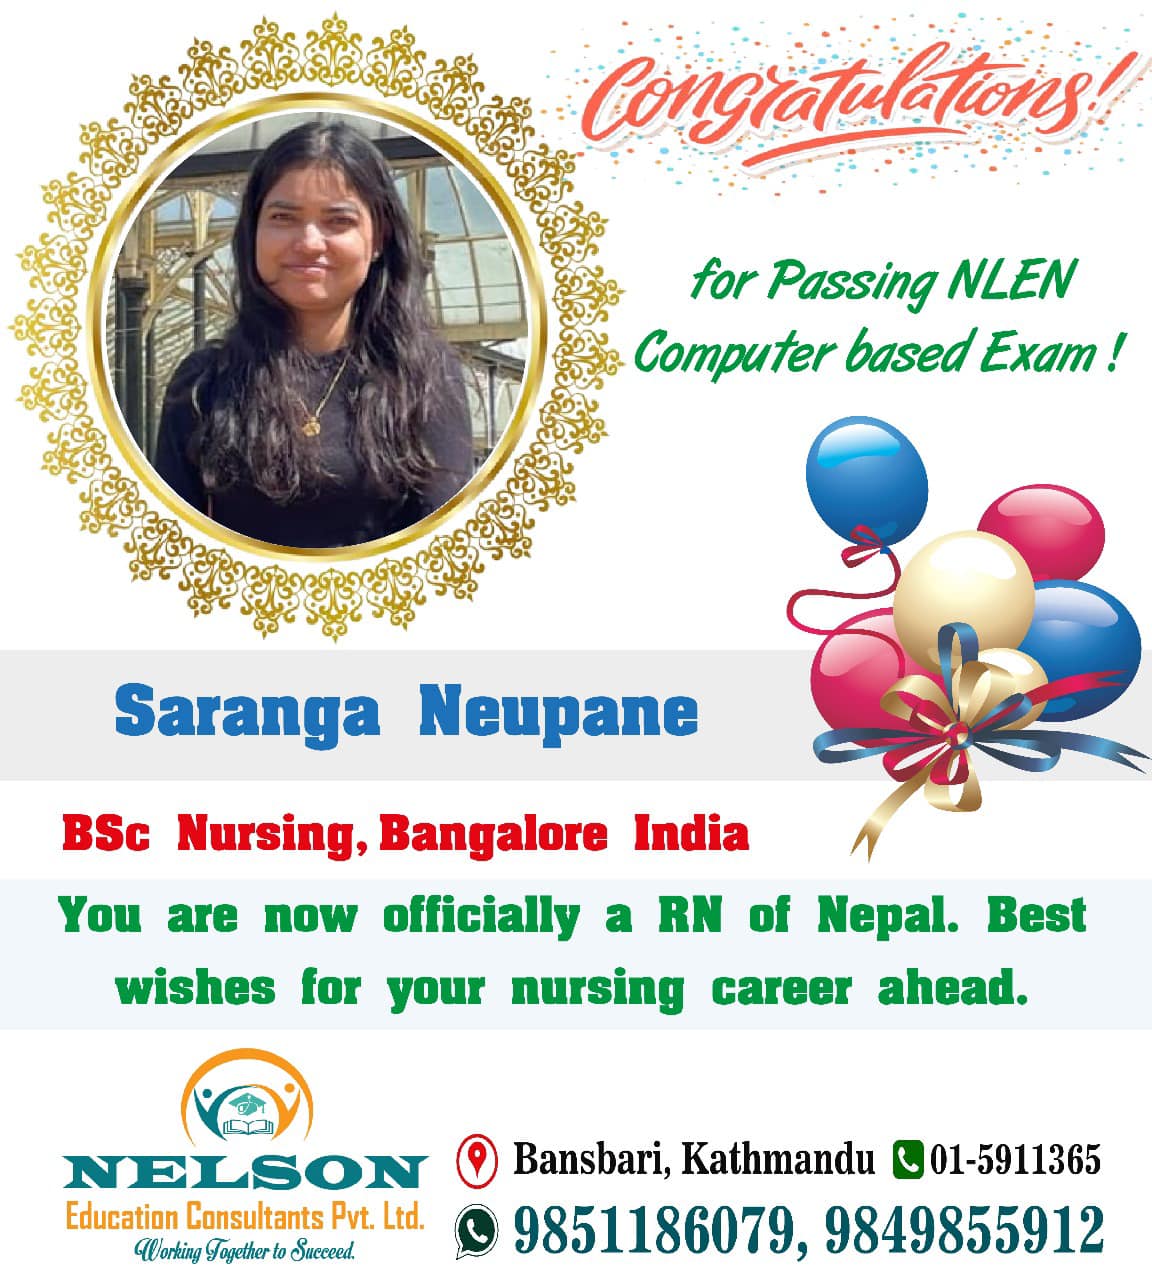 Congratulations!
for Passing NLEN
Computer based Exam !
Saranga Neupane
BSc Nursing, Bangalore India
You are now officially a RN of Nepal. Best
wishes for your nursing career ahead.
NELSON
Education Consultants Pvt. Ltd.
Working Together to Succeed.
Bansbari, Kathmandu 01-5911365
9851186079, 9849855912